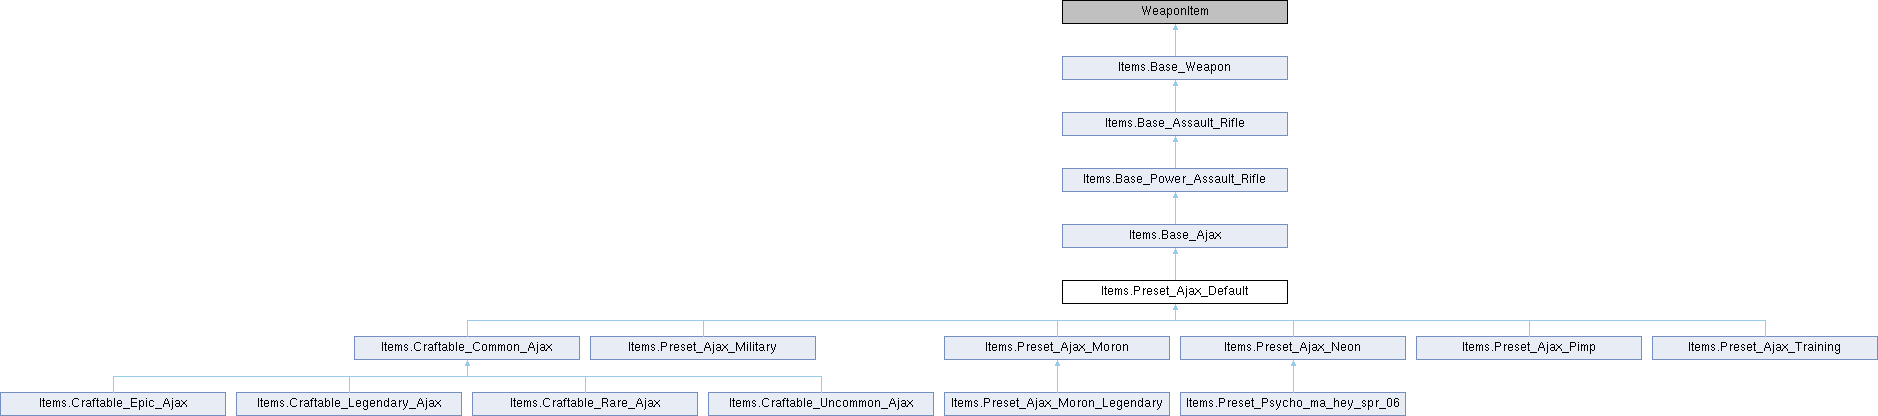 WeaponItem
Items.Base_Weapon
Items.Base_Assault_Rifle
Items.Base_Power_Assault_Rifle
Items.Base_Ajax
Items.Preset_Ajax_Default
Items.Craftable_Common_Ajax
Items.Preset_Ajax_Military
Items.Preset_Ajax_Moron
Items.Preset_Ajax_Neon
Items.Preset_Ajax_Pimp
Items.Preset_Ajax_Training
Items.Craftable_Epic_Ajax
Items.Craftable_Legendary_Ajax
Items.Craftable_Rare_Ajax
Items.Craftable_Uncommon_Ajax
Items.Preset_Ajax_Moron_Legendary
Items.Preset_Psycho_ma_hey_spr_06